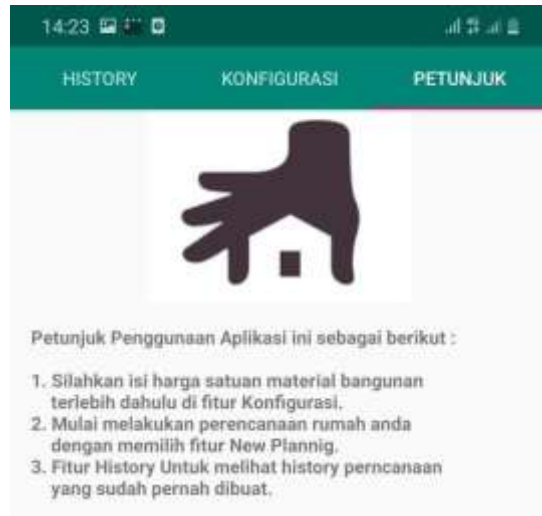 14:23
HISTORY KONFIGURASI PETUNJUK
Petunjuk Penggunaan Aplikasi ini sebagai berikut :
1. Silahkan isi harga satuan material bangunan
terlebih dahulu di fitur Konfigurasi.
2. Mulai melakukan perencanaan rumah anda
dengan memilih fitur New Plannig.
3. Fitur History Untuk melihat history perncanaan
yang sudah pernah dibuat.